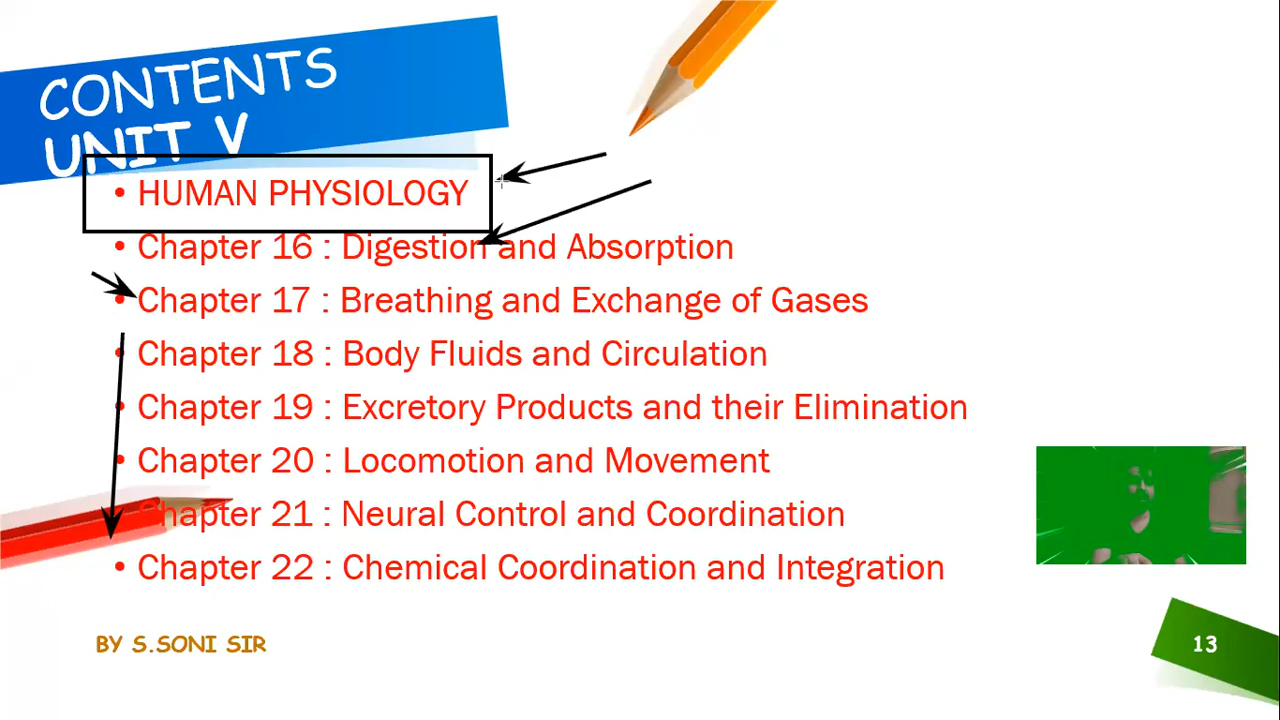 CONTENTS
UNIT V
• HUMAN PHYSIOLOGY
• Chapter 16 : Digestion and Absorption
• Chapter 17 : Breathing and Exchange of Gases
• Chapter 18 : Body Fluids and Circulation
• Chapter 19 : Excretory Products and their Elimination
• Chapter 20 : Locomotion and Movement
Chapter 21 : Neural Control and Coordination
• Chapter 22 : Chemical Coordination and Integration
BY S.SONI SIR
13